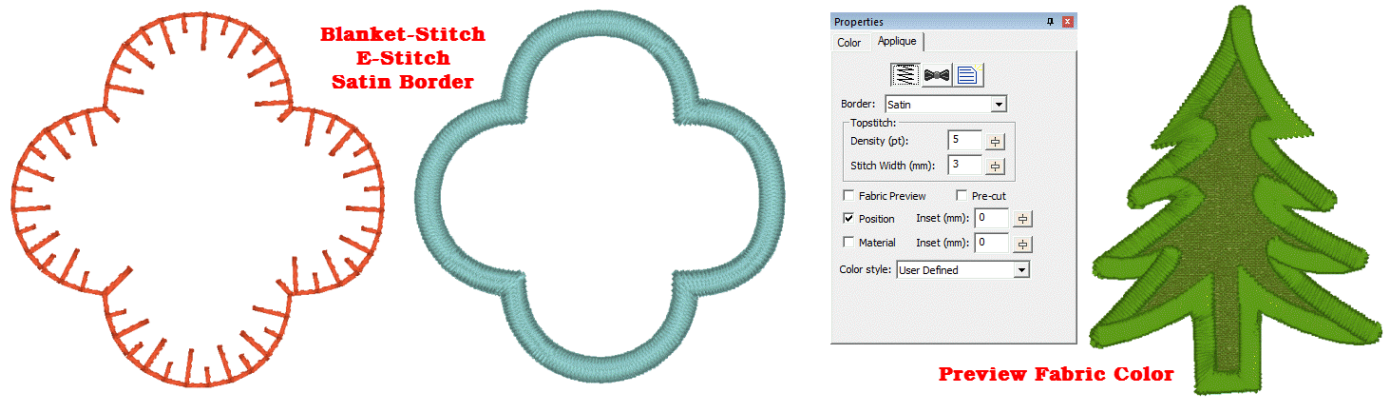 Blanket-Stitch
E-Stitch
Satin Border
Properties
Color Applique
Border: Satin
Topstitch:
Density (pt): 5
Stitch Width (mm): 3
Fabric Preview Pre-cut
Position Inset (mm): 0
Material Inset (mm): 0
Color style: User Defined
Preview Fabric Color